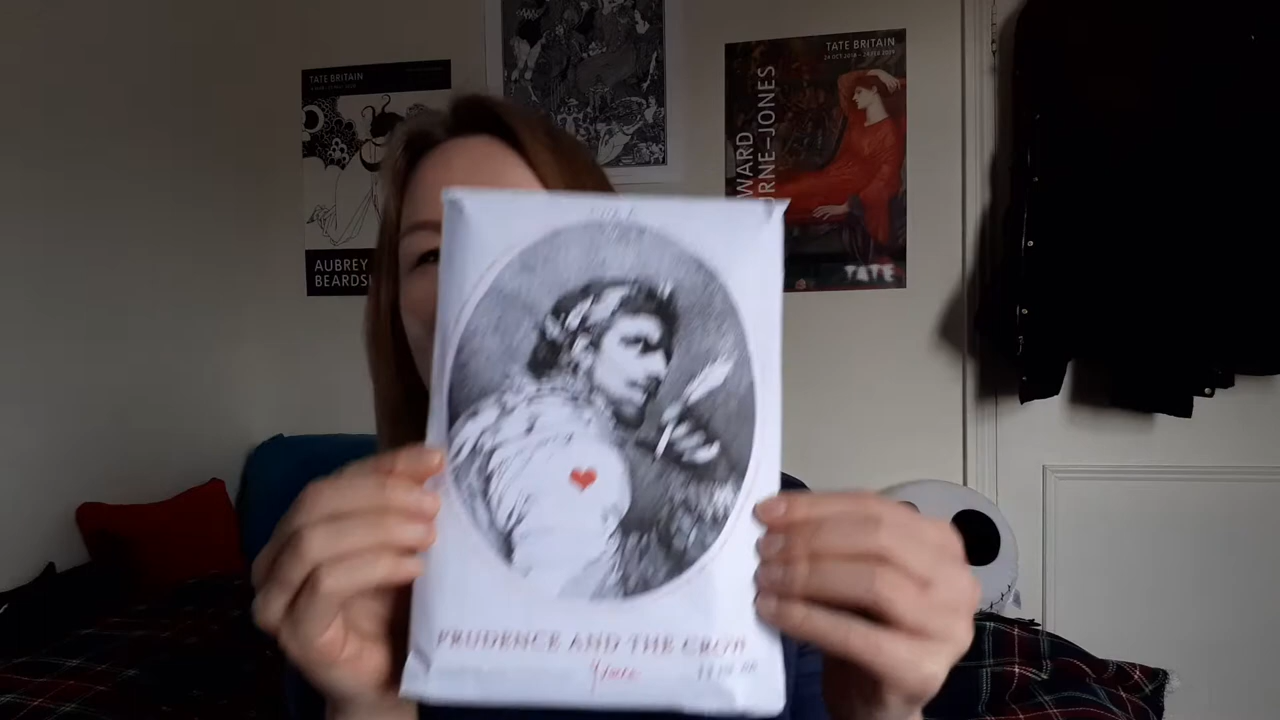 TATE BRITAIN
AUBREY
BEARDS
TATE BRITAIN
24 OCT 2018 – 24 FEB 2019
WARD
URNE–JONES
TATE
PRUDENCE AND THE CROW